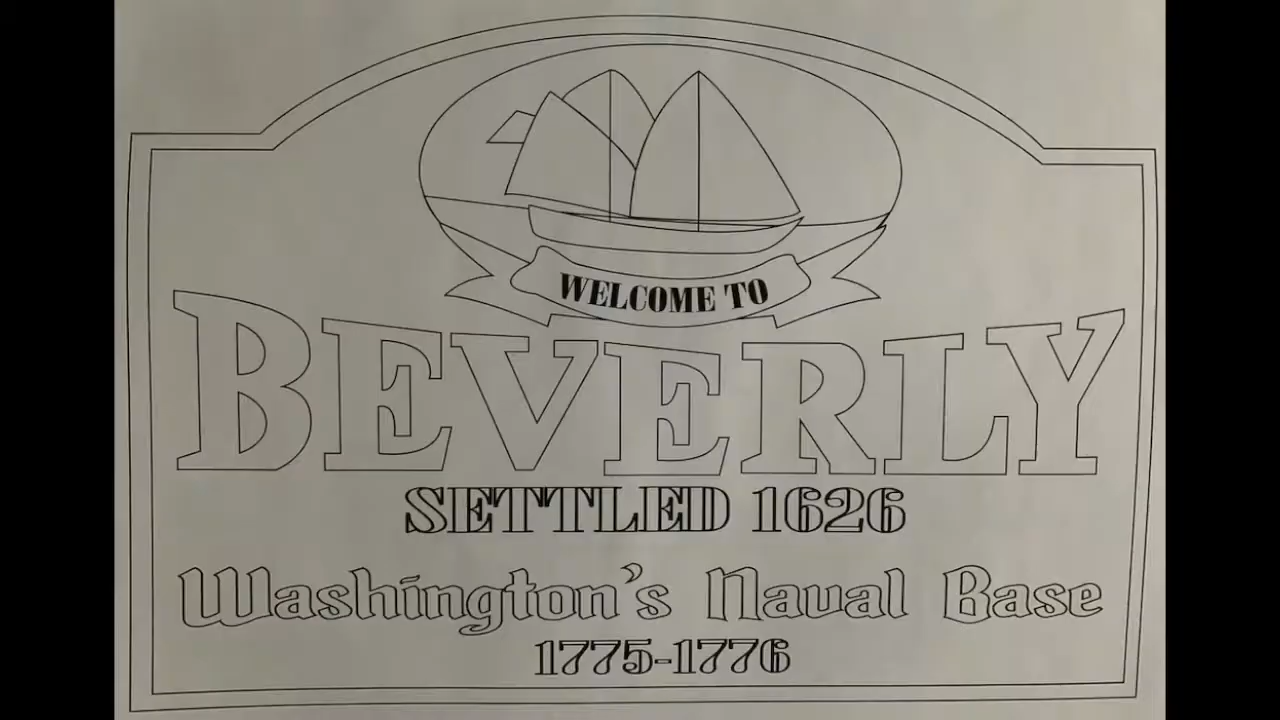 WELCOME TO
BEVERLY
SETTLED 1626
Washington's Naval Base
1775-1776